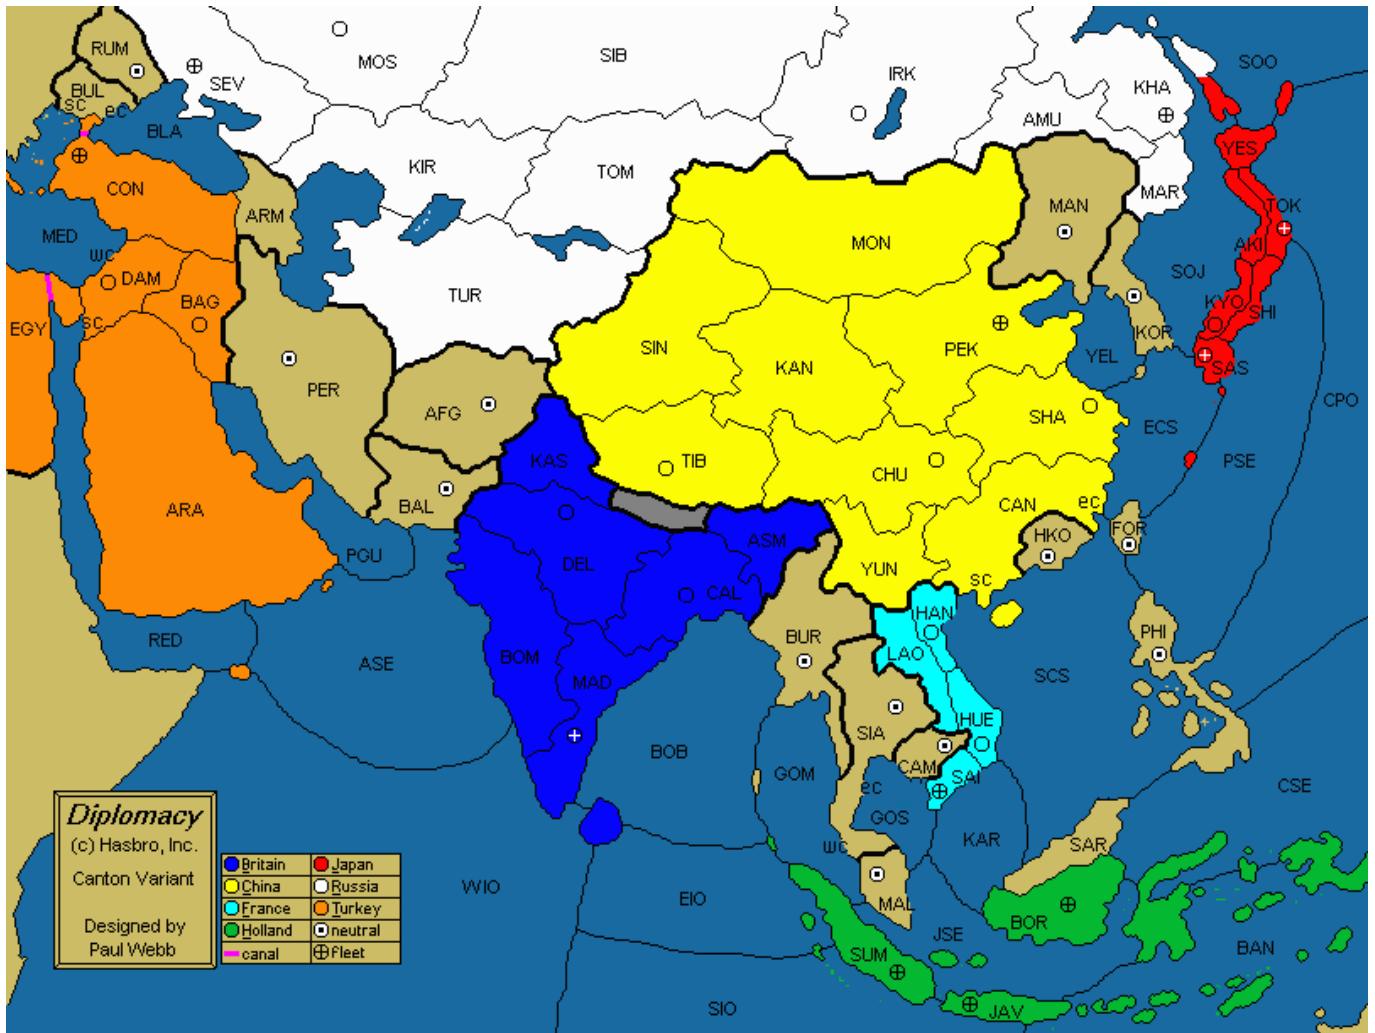 RUM
MOS
SIB
SOO
IRK
SEV
KHA
BUL
sc
ec
BLA
AMU
YES
KIR
TOM
CON
MAR
ARM
MAN
TOK
MED
MON
AKI
wc
DAM
SOJ
TUR
BAG
KYO
SHI
EGY
sc
KOR
SIN
PEK
YEL
KAN
SAS
PER
CPO
AFG
SHA
ECS
KAS
TIB
CHU
PSE
BAL
ARA
CAN
ec
FOR
ASM
HKO
PGU
DEL
YUN
sc
CAL
HAN
RED
BUR
PHI
ASE
BOM
LAO
SCS
MAD
HUE
SIA
BOB
GOM
CAM
SAI
ec
CSE
GOS
KAR
SAR
wc
WIO
EIO
MAL
BOR
JSE
BAN
SUM
SIO
JAV
Diplomacy
(c) Hasbro, Inc.
Canton Variant
Designed by
Paul Webb
Britain
Japan
China
Russia
France
Turkey
Holland
neutral
canal
fleet